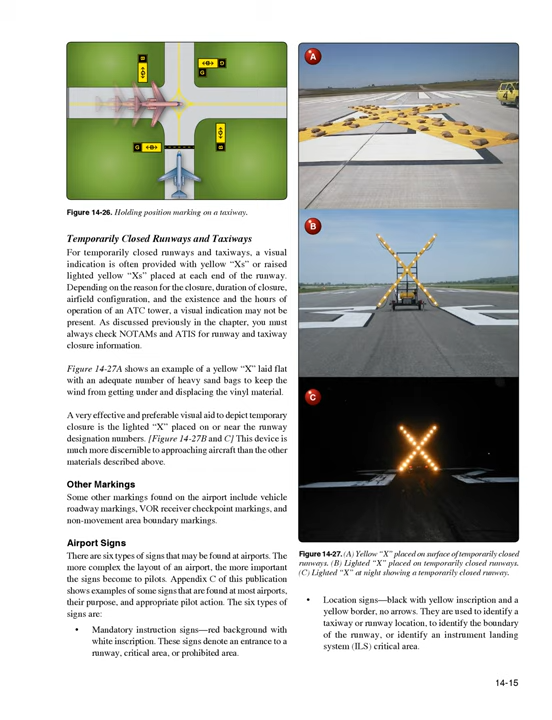 Figure 14-26. Holding position marking on a taxiway.
Temporarily Closed Runways and Taxiways
For temporarily closed runways and taxiways, a visual
indication is often provided with yellow “Xs” or raised
lighted yellow “Xs” placed at each end of the runway.
Depending on the reason for the closure, duration of closure,
airfield configuration, and the existence and the hours of
operation of an ATC tower, a visual indication may not be
present. As discussed previously in the chapter, you must
always check NOTAMs and ATIS for runway and taxiway
closure information.
Figure 14-27A shows an example of a yellow “X” laid flat
with an adequate number of heavy sand bags to keep the
wind from getting under and displacing the vinyl material.
A very effective and preferable visual aid to depict temporary
closure is the lighted “X” placed on or near the runway
designation numbers. [Figure 14-27B and C] This device is
much more discernible to approaching aircraft than the other
materials described above.
Other Markings
Some other markings found on the airport include vehicle
roadway markings, VOR receiver checkpoint markings, and
non-movement area boundary markings.
Airport Signs
There are six types of signs that may be found at airports. The
more complex the layout of an airport, the more important
the signs become to pilots. Appendix C of this publication
shows examples of some signs that are found at most airports,
their purpose, and appropriate pilot action. The six types of
signs are:
• Mandatory instruction signs—red background with
white inscription. These signs denote an entrance to a
runway, critical area, or prohibited area.
A
B
C
Figure 14-27. (A) Yellow “X” placed on surface of temporarily closed
runways. (B) Lighted “X” placed on temporarily closed runways.
(C) Lighted “X” at night showing a temporarily closed runway.
• Location signs—black with yellow inscription and a
yellow border, no arrows. They are used to identify a
taxiway or runway location, to identify the boundary
of the runway, or identify an instrument landing
system (ILS) critical area.
14-15